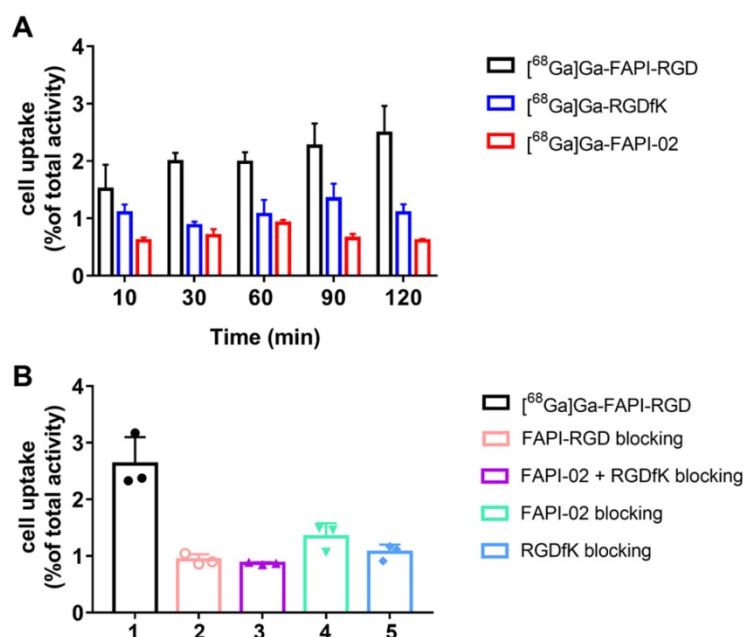 A
cell uptake
(%of total activity)
4
3
2
1
0
10 30 60 90 120
Time (min)
[⁶⁸Ga]Ga-FAPI-RGD
[⁶⁸Ga]Ga-RGDfK
[⁶⁸Ga]Ga-FAPI-02
B
cell uptake
(%of total activity)
4
3
2
1
0
1 2 3 4 5
[⁶⁸Ga]Ga-FAPI-RGD
FAPI-RGD blocking
FAPI-02 + RGDfK blocking
FAPI-02 blocking
RGDfK blocking